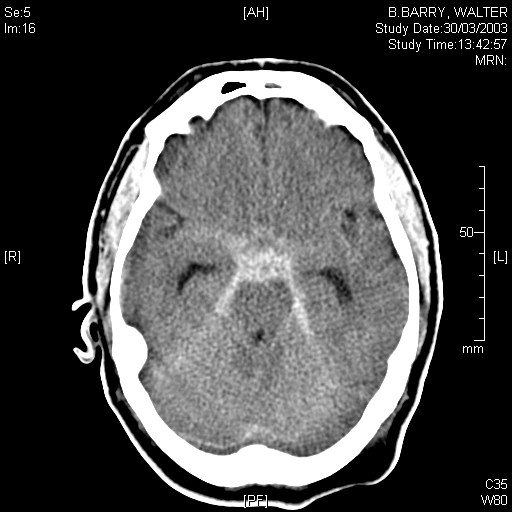 Se:5
Im:16
[AH]
B.BARRY, WALTER
Study Date:30/03/2003
Study Time:13:42:57
MRN:
[R]
50
[L]
mm
[PF]
C35
W80